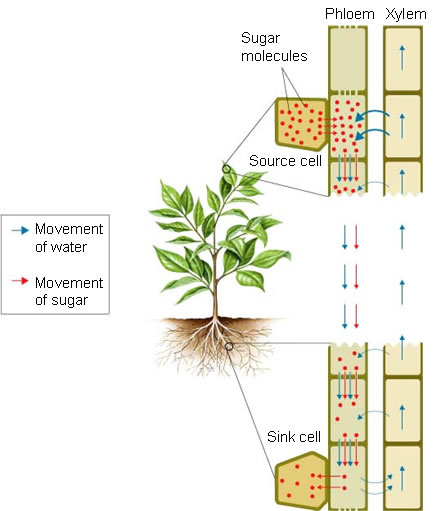 Phloem Xylem
Sugar
molecules
Source cell
Movement
of water
Movement
of sugar
Sink cell